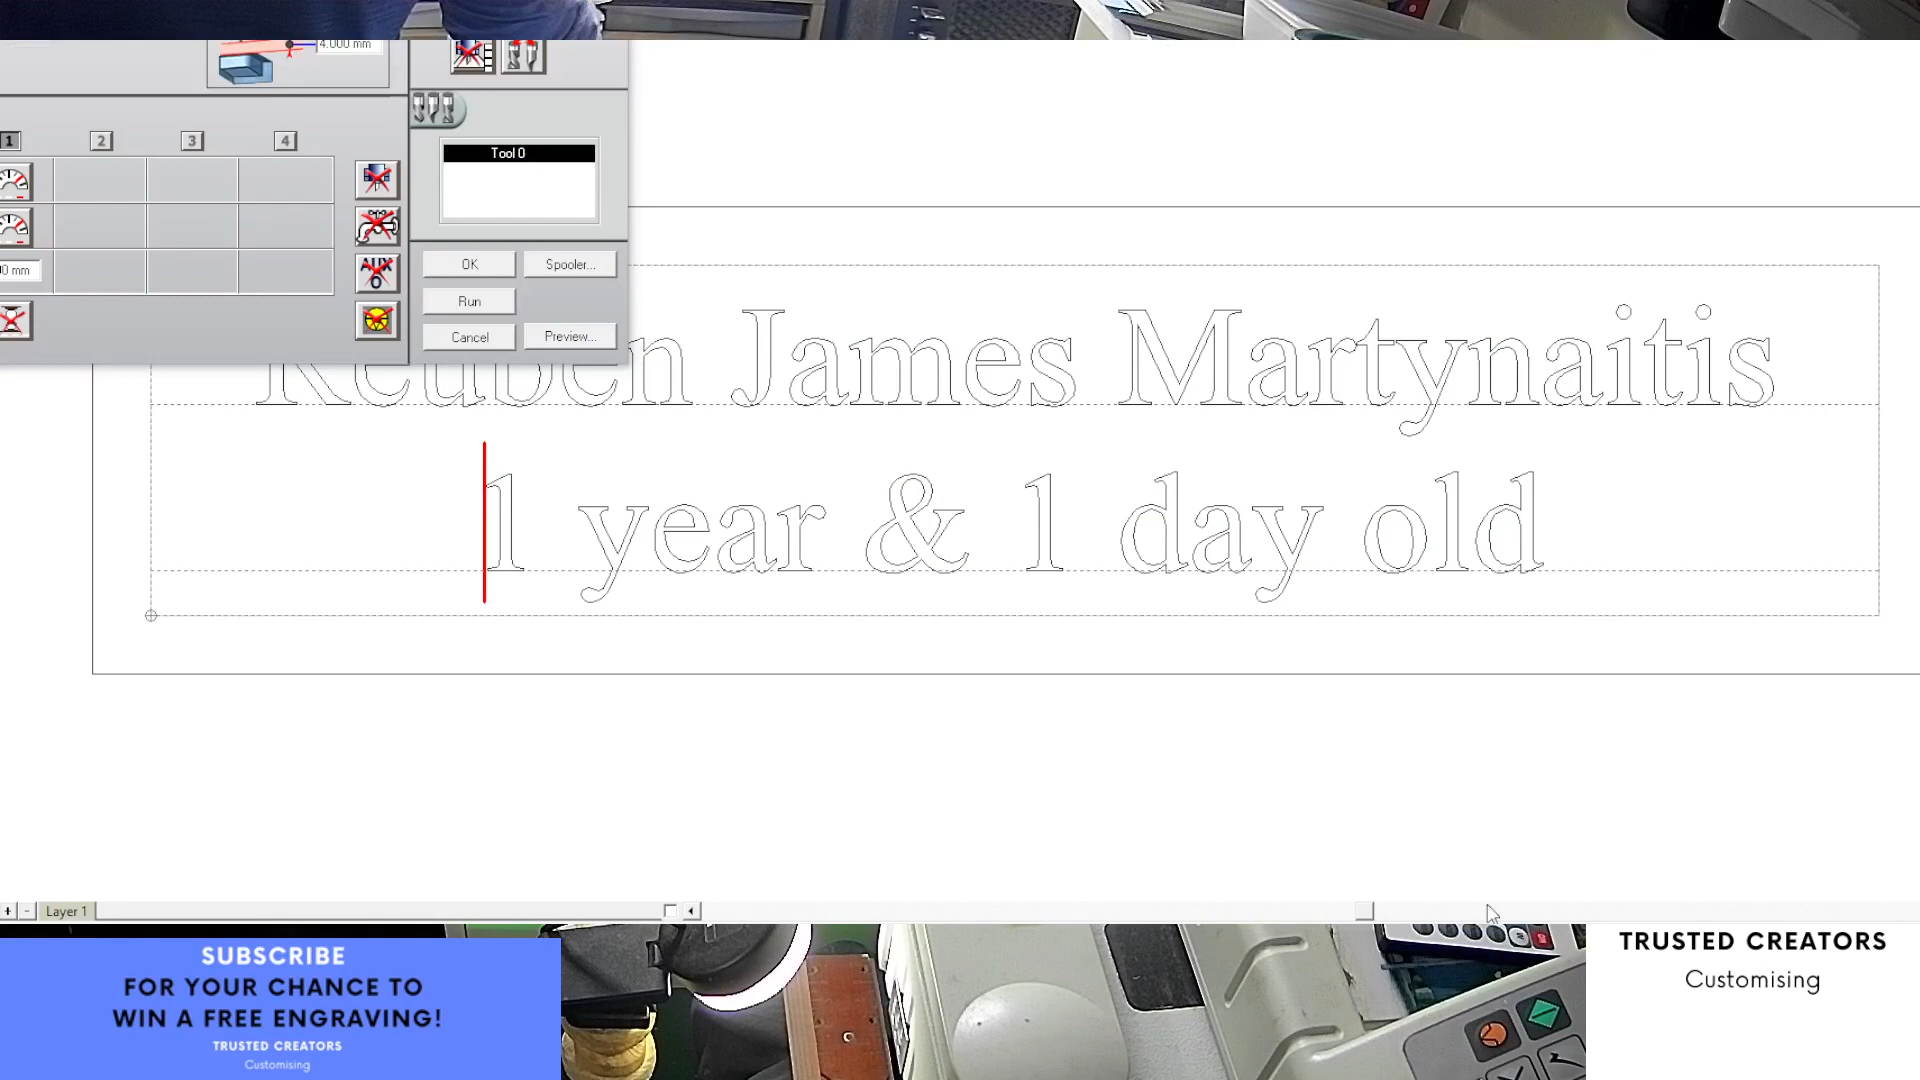 4.000 mm
1 2 3 4
Tool 0
0 mm
AUX
0
OK Spooler...
Run
Cancel Preview...
Reuben James Martynaitis
1 year & 1 day old
+ - Layer 1
SUBSCRIBE
FOR YOUR CHANCE TO
WIN A FREE ENGRAVING!
TRUSTED CREATORS
Customising
TRUSTED CREATORS
Customising